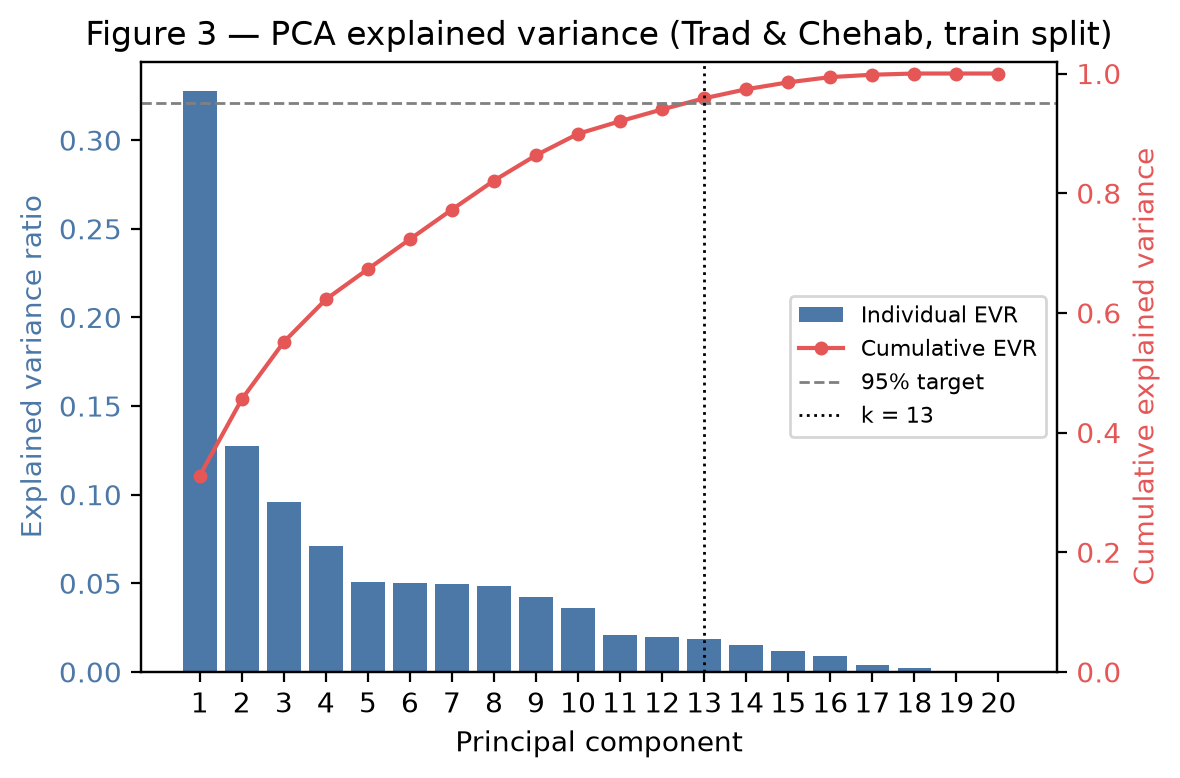 Figure 3 — PCA explained variance (Trad & Chehab, train split)
Explained variance ratio
0.30
0.25
0.20
0.15
0.10
0.05
0.00
1.0
0.8
0.6
0.4
0.2
0.0
Cumulative explained variance
Individual EVR
Cumulative EVR
95% target
k = 13
1 2 3 4 5 6 7 8 9 10 11 12 13 14 15 16 17 18 19 20
Principal component